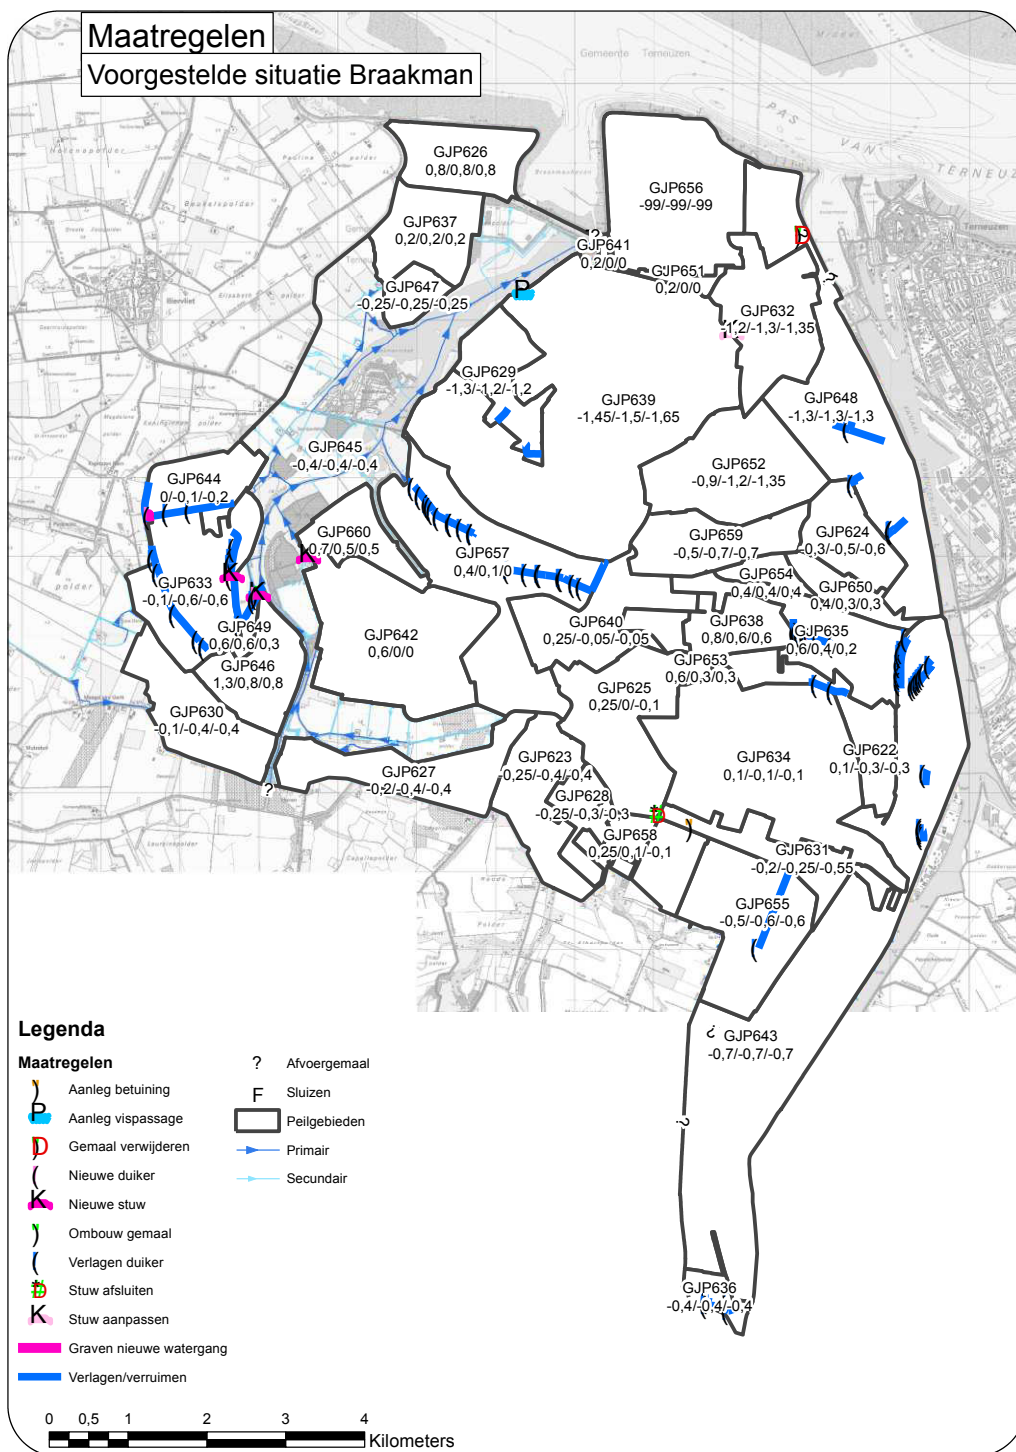 Maatregelen
Voorgestelde situatie Braakman
Gemeente Terneuzen
PAS
VAN
TERNEUZ
GJP626
0,8/0,8/0,8
GJP656
-99/-99/-99
GJP637
0,2/0,2/0,2
?
GJP641
0,2/0/0
D
GJP651
0,2/0/0
?
GJP647
-0,25/-0,25/-0,25
P
GJP632
-1,2/-1,3/-1,35
Biervliet
Terneuzen
GJP629
-1,3/-1,2/-1,2
GJP639
-1,45/-1,5/-1,65
GJP648
-1,3/-1,3/-1,3
GJP645
-0,4/-0,4/-0,4
GJP652
-0,9/-1,2/-1,35
GJP644
0/-0,1/-0,2
GJP660
0,7/0,5/0,5
K
GJP659
-0,5/-0,7/-0,7
GJP624
-0,3/-0,5/-0,6
GJP657
0,4/0,1/0
GJP654
0,4/0,4/0,4
GJP650
0,4/0,3/0,3
GJP633
-0,1/-0,6/-0,6
K
K
GJP649
0,6/0,6/0,3
GJP640
0,25/-0,05/-0,05
GJP638
0,8/0,6/0,6
GJP635
0,6/0,4/0,2
GJP642
0,6/0/0
GJP646
1,3/0,8/0,8
GJP653
0,6/0,3/0,3
GJP625
0,25/0/-0,1
GJP630
-0,1/-0,4/-0,4
GJP623
-0,25/-0,4/-0,4
GJP634
0,1/-0,1/-0,1
GJP622
0,1/-0,3/-0,3
GJP627
-0,2/-0,4/-0,4
?
GJP628
-0,25/-0,3/-0,3
D
GJP658
0,25/0,1/-0,1
GJP631
-0,2/-0,25/-0,55
GJP655
-0,5/-0,6/-0,6
?
GJP643
-0,7/-0,7/-0,7
?
GJP636
-0,4/-0,4/-0,4
Legenda
Maatregelen
) Aanleg betuining
P Aanleg vispassage
D Gemaal verwijderen
( Nieuwe duiker
K Nieuwe stuw
) Ombouw gemaal
( Verlagen duiker
D Stuw afsluiten
K Stuw aanpassen
Graven nieuwe watergang
Verlagen/verruimen
? Afvoergemaal
F Sluizen
Peilgebieden
Primair
Secundair
0 0,5 1 2 3 4
Kilometers